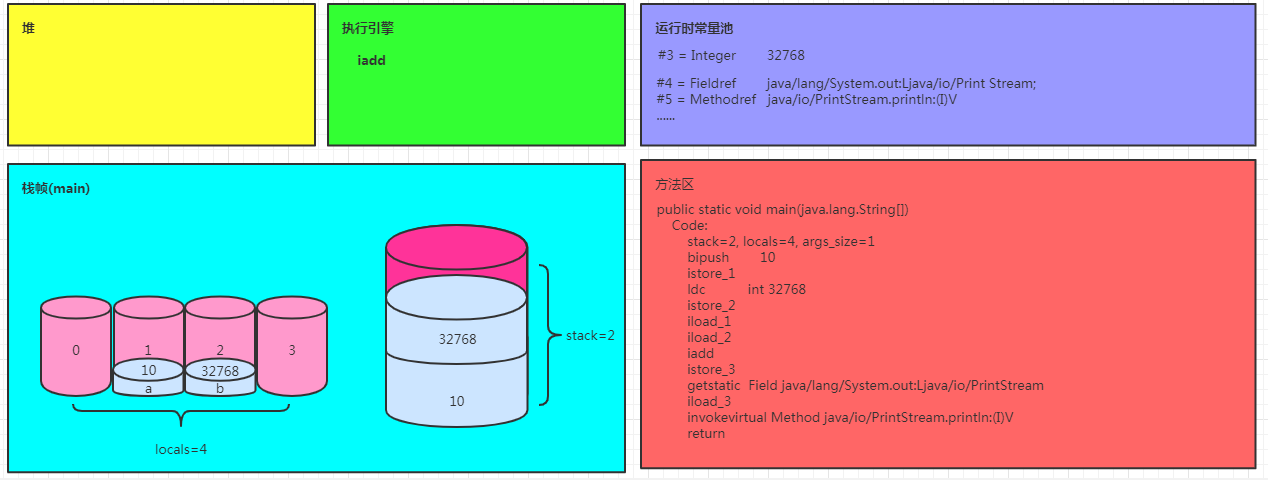 堆
执行引擎
iadd
运行时常量池
#3 = Integer 32768
#4 = Fieldref java/lang/System.out:Ljava/io/Print Stream;
#5 = Methodref java/io/PrintStream.println:(I)V
......
栈帧(main)
0
1
2
3
10
32768
a
b
locals=4
32768
10
stack=2
方法区
public static void main(java.lang.String[])
Code:
stack=2, locals=4, args_size=1
bipush 10
istore_1
ldc int 32768
istore_2
iload_1
iload_2
iadd
istore_3
getstatic Field java/lang/System.out:Ljava/io/PrintStream
iload_3
invokevirtual Method java/io/PrintStream.println:(I)V
return